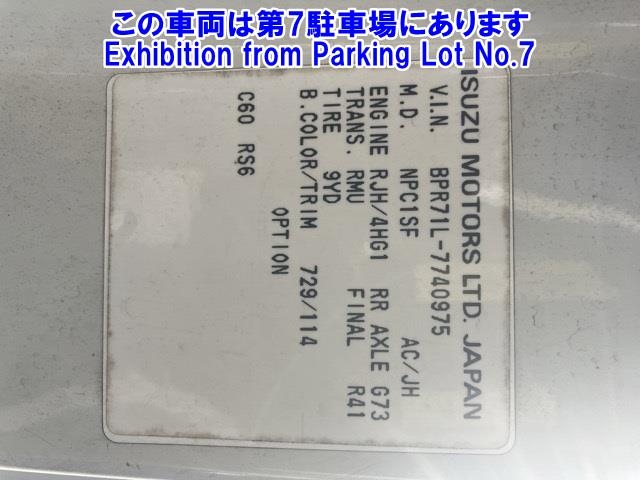 この車両は第7駐車場にあります
Exhibition from Parking Lot No.7
ISUZU MOTORS LTD. JAPAN
V.I.N. BPR71L-7740975
M.D. NPC1SF AC/JH
ENGINE RJH/4HG1 RR AXLE G73
TRANS. RMU FINAL R41
TIRE 9YD
B.COLOR/TRIM 729/114
OPTION
C60 RS6